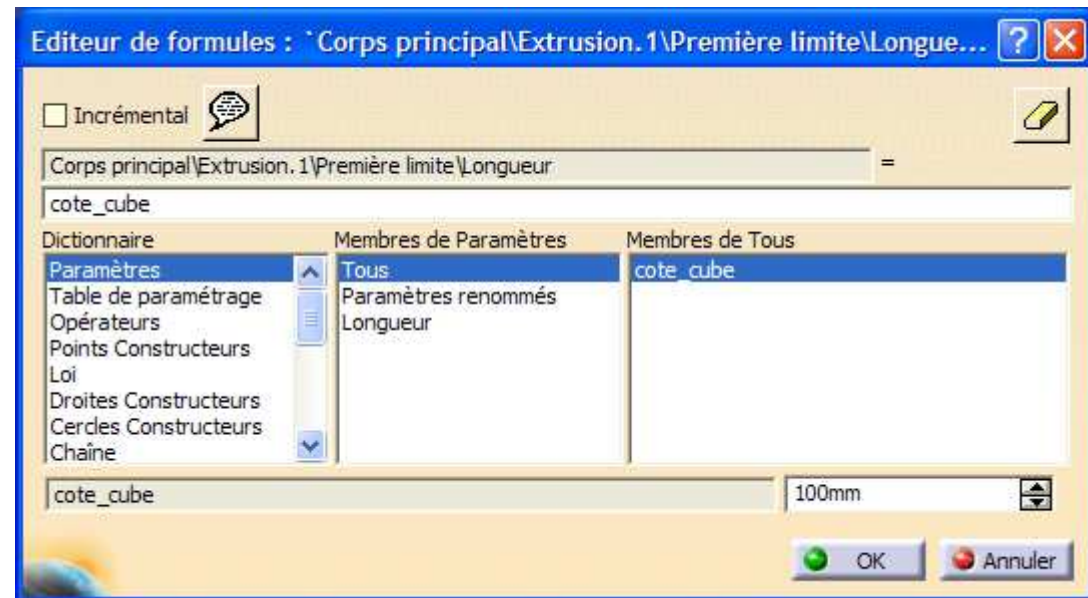 Editeur de formules : `Corps principal\Extrusion.1\Première limite\Longue...
Incrémental
Corps principal\Extrusion.1\Première limite\Longueur =
cote_cube
Dictionnaire Membres de Paramètres Membres de Tous
Paramètres Tous cote_cube
Table de paramétrage Paramètres renommés
Opérateurs Longueur
Points Constructeurs
Loi
Droites Constructeurs
Cercles Constructeurs
Chaîne
cote_cube 100mm
OK Annuler